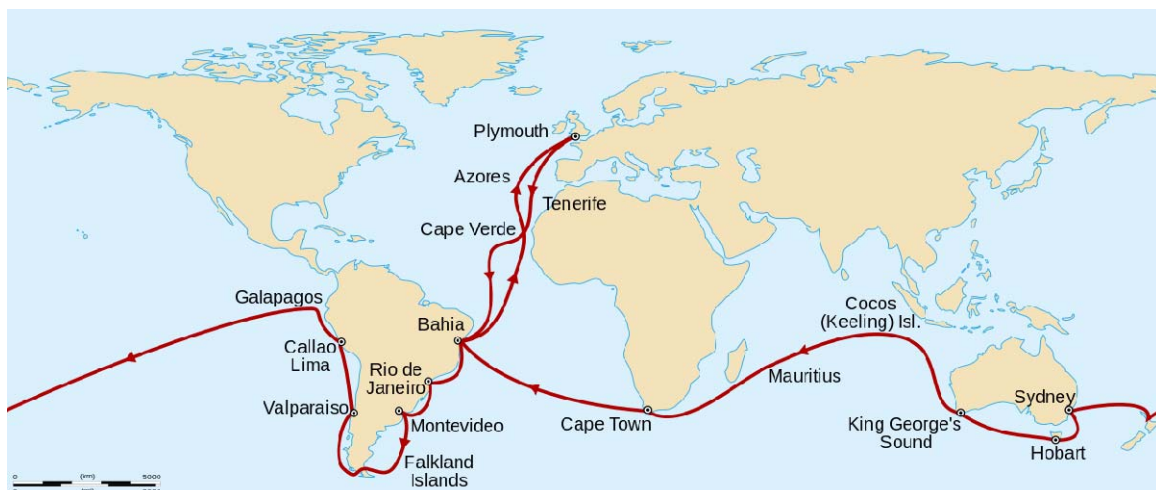 Plymouth
Azores
Tenerife
Cape Verde
Galapagos
Bahia
Callao
Lima
Rio de
Janeiro
Valparaiso
Montevideo
Falkland
Islands
Cape Town
Cocos
(Keeling) Isl.
Mauritius
Sydney
King George's
Sound
Hobart
0 (km) 5000